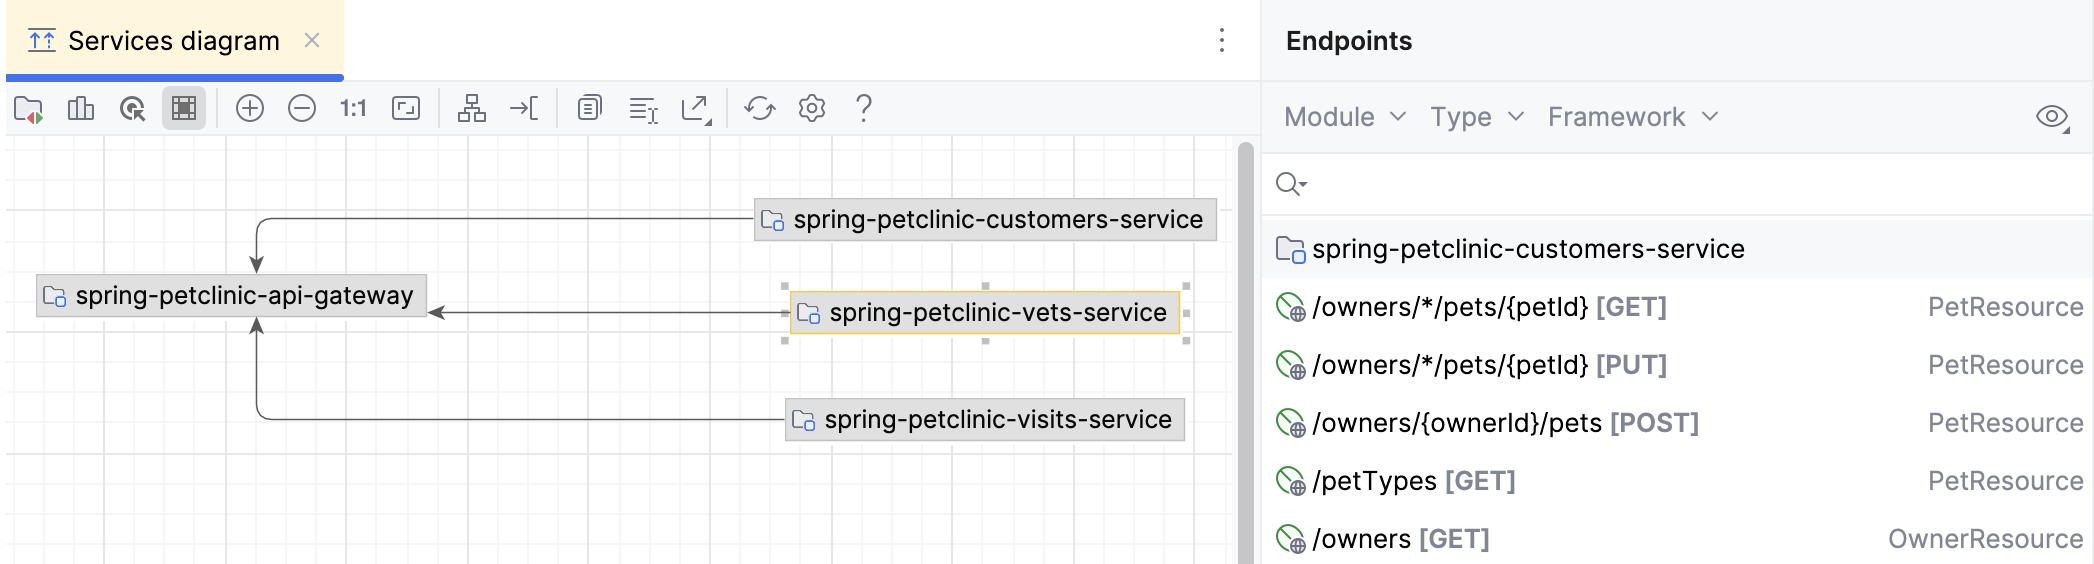 Services diagram
1:1
?
spring-petclinic-customers-service
spring-petclinic-api-gateway
spring-petclinic-vets-service
spring-petclinic-visits-service
Endpoints
Module Type Framework
spring-petclinic-customers-service
/owners/*/pets/{petId} [GET] PetResource
/owners/*/pets/{petId} [PUT] PetResource
/owners/{ownerId}/pets [POST] PetResource
/petTypes [GET] PetResource
/owners [GET] OwnerResource